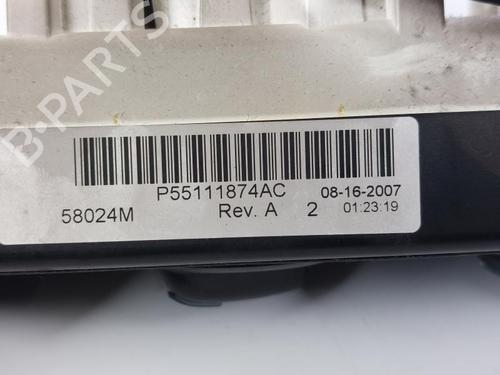 B-PARTS
P55111874AC 08-16-2007
58024M Rev. A 2 01:23:19